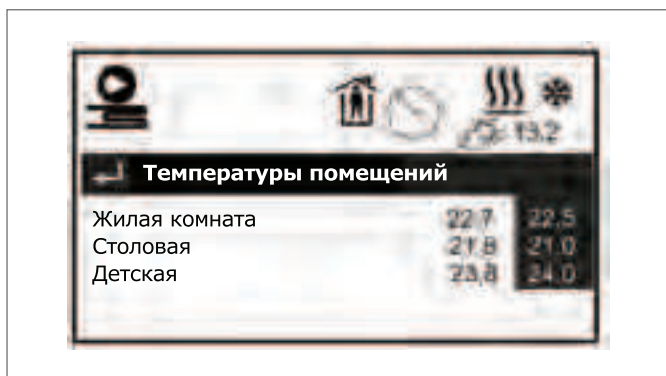 13.2
Температуры помещений
Жилая комната 22.7 22.5
Столовая 21.8 21.0
Детская 23,8 24.0